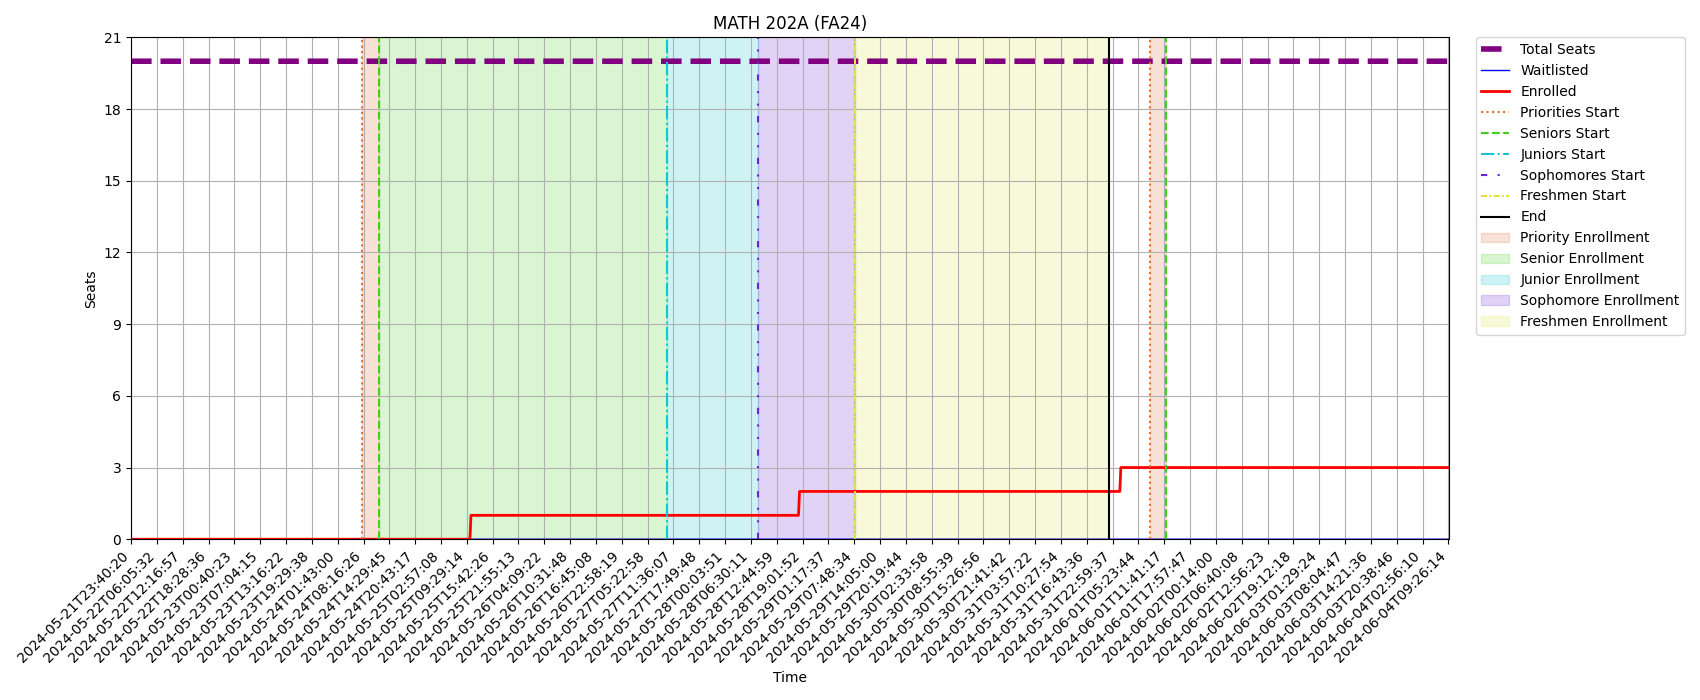 MATH 202A (FA24)
21
18
15
12
9
6
3
0
Seats
2024-05-21T23:40:20
2024-05-22T06:05:32
2024-05-22T12:16:57
2024-05-22T18:28:36
2024-05-23T00:40:23
2024-05-23T07:04:15
2024-05-23T13:16:22
2024-05-23T19:29:38
2024-05-24T01:43:00
2024-05-24T08:16:26
2024-05-24T14:29:45
2024-05-24T20:43:17
2024-05-25T02:57:08
2024-05-25T09:29:14
2024-05-25T15:42:26
2024-05-25T21:55:13
2024-05-26T04:09:22
2024-05-26T10:31:48
2024-05-26T16:45:08
2024-05-26T22:58:19
2024-05-27T05:22:58
2024-05-27T11:36:07
2024-05-27T17:49:48
2024-05-28T00:03:51
2024-05-28T06:30:11
2024-05-28T12:44:59
2024-05-28T19:01:52
2024-05-29T01:17:37
2024-05-29T07:48:34
2024-05-29T14:05:00
2024-05-29T20:19:44
2024-05-30T02:33:58
2024-05-30T08:55:39
2024-05-30T15:26:56
2024-05-30T21:41:42
2024-05-31T03:57:22
2024-05-31T10:27:54
2024-05-31T16:43:36
2024-05-31T22:59:37
2024-06-01T05:23:44
2024-06-01T11:41:17
2024-06-01T17:57:47
2024-06-02T00:14:00
2024-06-02T06:40:08
2024-06-02T12:56:23
2024-06-02T19:12:18
2024-06-03T01:29:24
2024-06-03T08:04:47
2024-06-03T14:21:36
2024-06-03T20:38:46
2024-06-04T02:56:10
2024-06-04T09:26:14
Time
Total Seats
Waitlisted
Enrolled
Priorities Start
Seniors Start
Juniors Start
Sophomores Start
Freshmen Start
End
Priority Enrollment
Senior Enrollment
Junior Enrollment
Sophomore Enrollment
Freshmen Enrollment